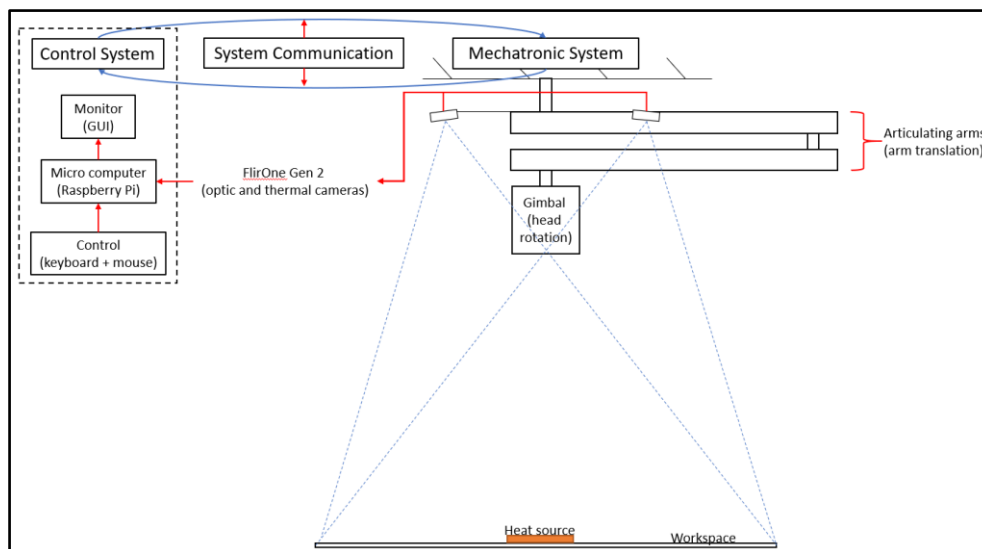 Control System
System Communication
Mechatronic System
Monitor
(GUI)
Micro computer
(Raspberry Pi)
Control
(keyboard + mouse)
FlirOne Gen 2
(optic and thermal cameras)
Gimbal
(head
rotation)
Articulating arms
(arm translation)
Heat source
Workspace